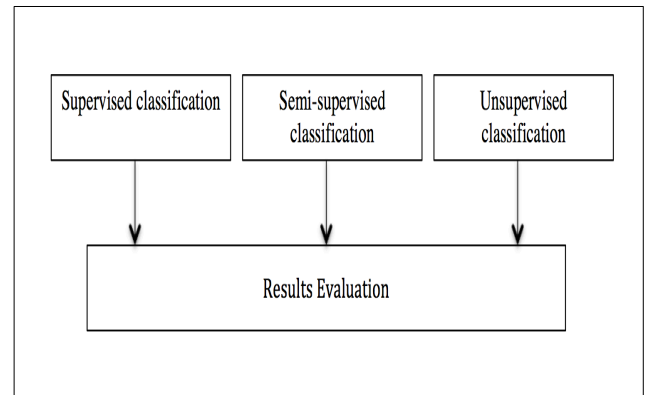 Supervised classification
Semi-supervised
classification
Unsupervised
classification
Results Evaluation